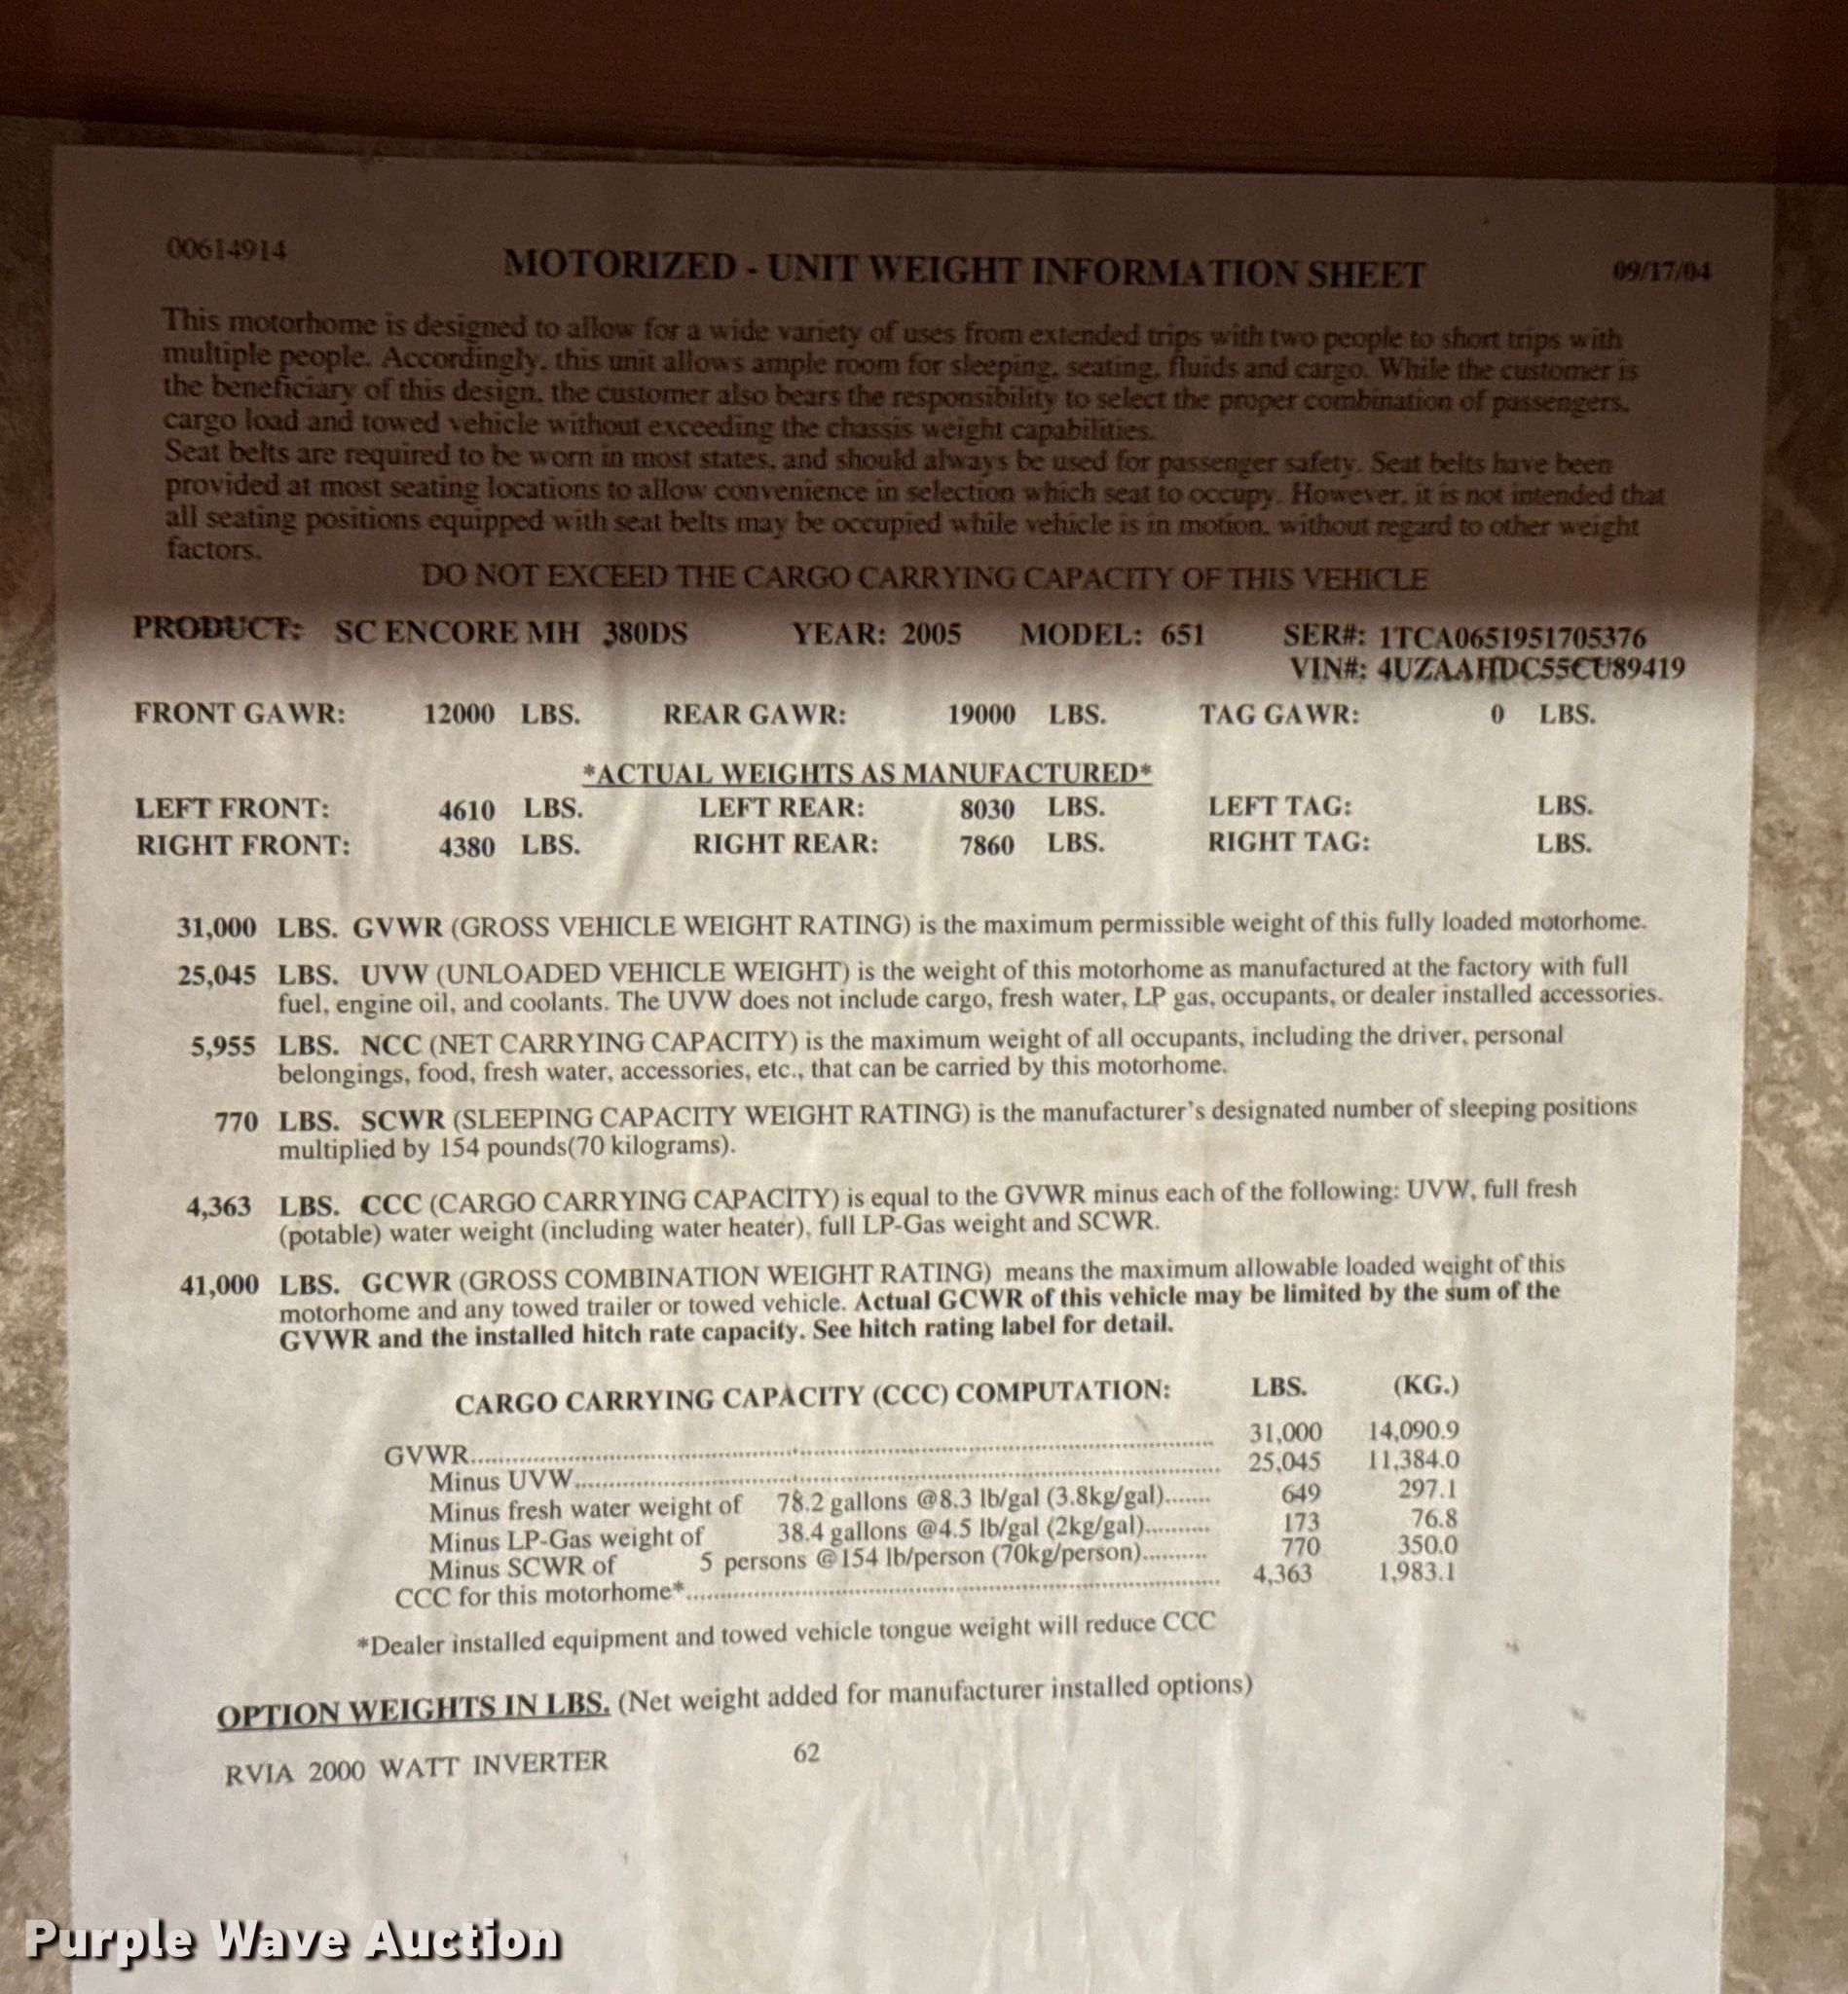 00614914 MOTORIZED - UNIT WEIGHT INFORMATION SHEET 09/17/04
This motorhome is designed to allow for a wide variety of uses from extended trips with two people to short trips with
multiple people. Accordingly, this unit allows ample room for sleeping, seating, fluids and cargo. While the customer is
the beneficiary of this design, the customer also bears the responsibility to select the proper combination of passengers,
cargo load and towed vehicle without exceeding the chassis weight capabilities.
Seat belts are required to be worn in most states, and should always be used for passenger safety. Seat belts have been
provided at most seating locations to allow convenience in selection which seat to occupy. However, it is not intended that
all seating positions equipped with seat belts may be occupied while vehicle is in motion, without regard to other weight
factors.
DO NOT EXCEED THE CARGO CARRYING CAPACITY OF THIS VEHICLE
PRODUCT: SC ENCORE MH 380DS YEAR: 2005 MODEL: 651 SER#: 1TCA0651951705376
VIN#: 4UZAAHDC55CU89419
FRONT GAWR: 12000 LBS. REAR GAWR: 19000 LBS. TAG GAWR: 0 LBS.
*ACTUAL WEIGHTS AS MANUFACTURED*
LEFT FRONT: 4610 LBS. LEFT REAR: 8030 LBS. LEFT TAG: LBS.
RIGHT FRONT: 4380 LBS. RIGHT REAR: 7860 LBS. RIGHT TAG: LBS.
31,000 LBS. GVWR (GROSS VEHICLE WEIGHT RATING) is the maximum permissible weight of this fully loaded motorhome.
25,045 LBS. UVW (UNLOADED VEHICLE WEIGHT) is the weight of this motorhome as manufactured at the factory with full
fuel, engine oil, and coolants. The UVW does not include cargo, fresh water, LP gas, occupants, or dealer installed accessories.
5,955 LBS. NCC (NET CARRYING CAPACITY) is the maximum weight of all occupants, including the driver, personal
belongings, food, fresh water, accessories, etc., that can be carried by this motorhome.
770 LBS. SCWR (SLEEPING CAPACITY WEIGHT RATING) is the manufacturer's designated number of sleeping positions
multiplied by 154 pounds(70 kilograms).
4,363 LBS. CCC (CARGO CARRYING CAPACITY) is equal to the GVWR minus each of the following: UVW, full fresh
(potable) water weight (including water heater), full LP-Gas weight and SCWR.
41,000 LBS. GCWR (GROSS COMBINATION WEIGHT RATING) means the maximum allowable loaded weight of this
motorhome and any towed trailer or towed vehicle. Actual GCWR of this vehicle may be limited by the sum of the
GVWR and the installed hitch rate capacity. See hitch rating label for detail.
CARGO CARRYING CAPACITY (CCC) COMPUTATION: LBS. (KG.)
GVWR.......... 31,000 14,090.9
Minus UVW.......... 25,045 11,384.0
Minus fresh water weight of 78.2 gallons @8.3 lb/gal (3.8kg/gal)....... 649 297.1
Minus LP-Gas weight of 38.4 gallons @4.5 lb/gal (2kg/gal).......... 173 76.8
Minus SCWR of 5 persons @154 lb/person (70kg/person).......... 770 350.0
CCC for this motorhome*.......... 4,363 1,983.1
*Dealer installed equipment and towed vehicle tongue weight will reduce CCC
OPTION WEIGHTS IN LBS. (Net weight added for manufacturer installed options)
RVIA 2000 WATT INVERTER 62
Purple Wave Auction